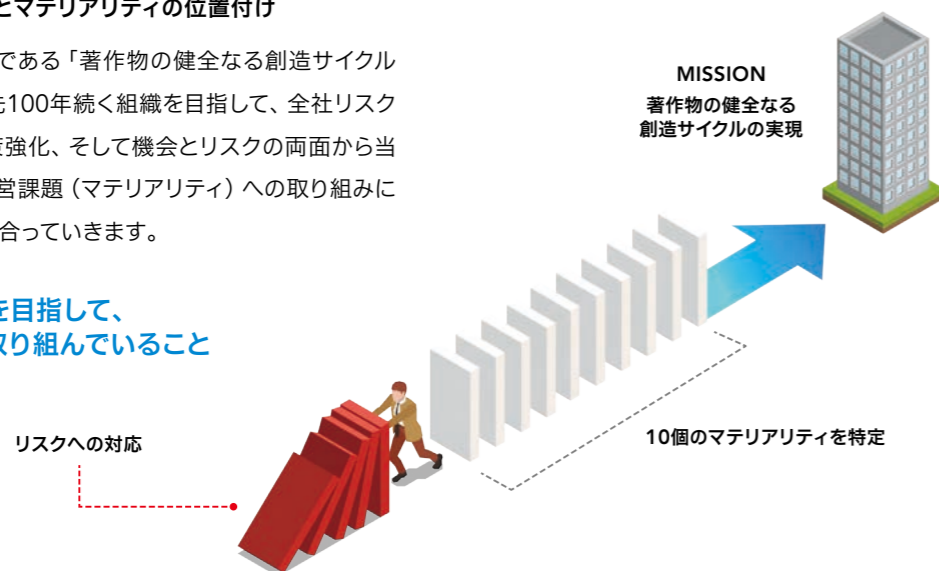 とマテリアリティの位置付け
である「著作物の健全なる創造サイクル
100年続く組織を目指して、全社リスク
強化、そして機会とリスクの両面から当
営課題（マテリアリティ）への取り組みに
合っていきます。
を目指して、
取り組んでいること
MISSION
著作物の健全なる
創造サイクルの実現
リスクへの対応
10個のマテリアリティを特定